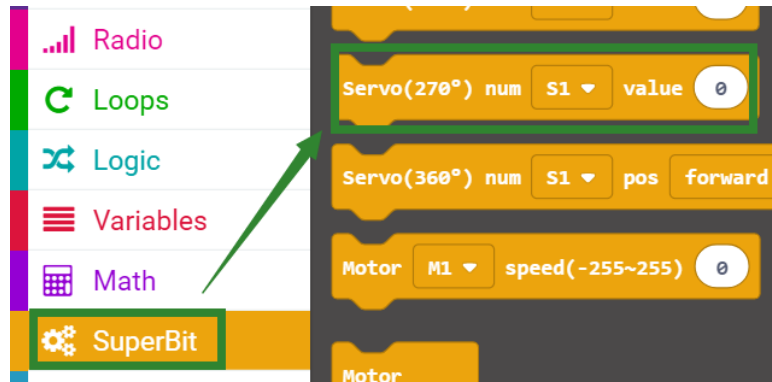 Radio
Loops
Logic
Variables
Math
SuperBit
Servo(270°) num S1 value 0
Servo(360°) num S1 pos forward
Motor M1 speed(-255~255) 0
Motor